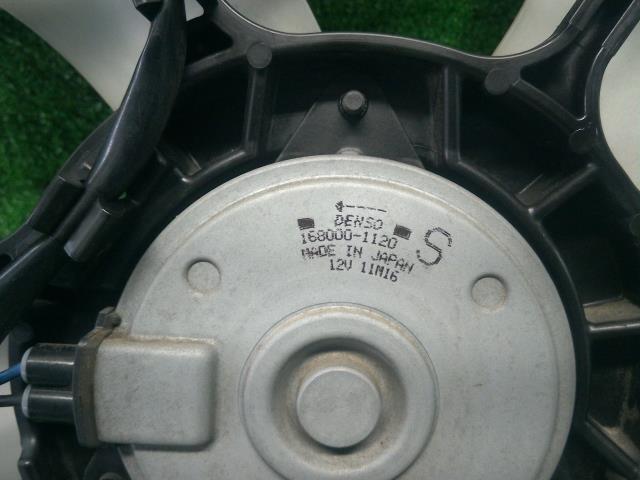 DENSO
168000-1120
MADE IN JAPAN
12V 11M16
S